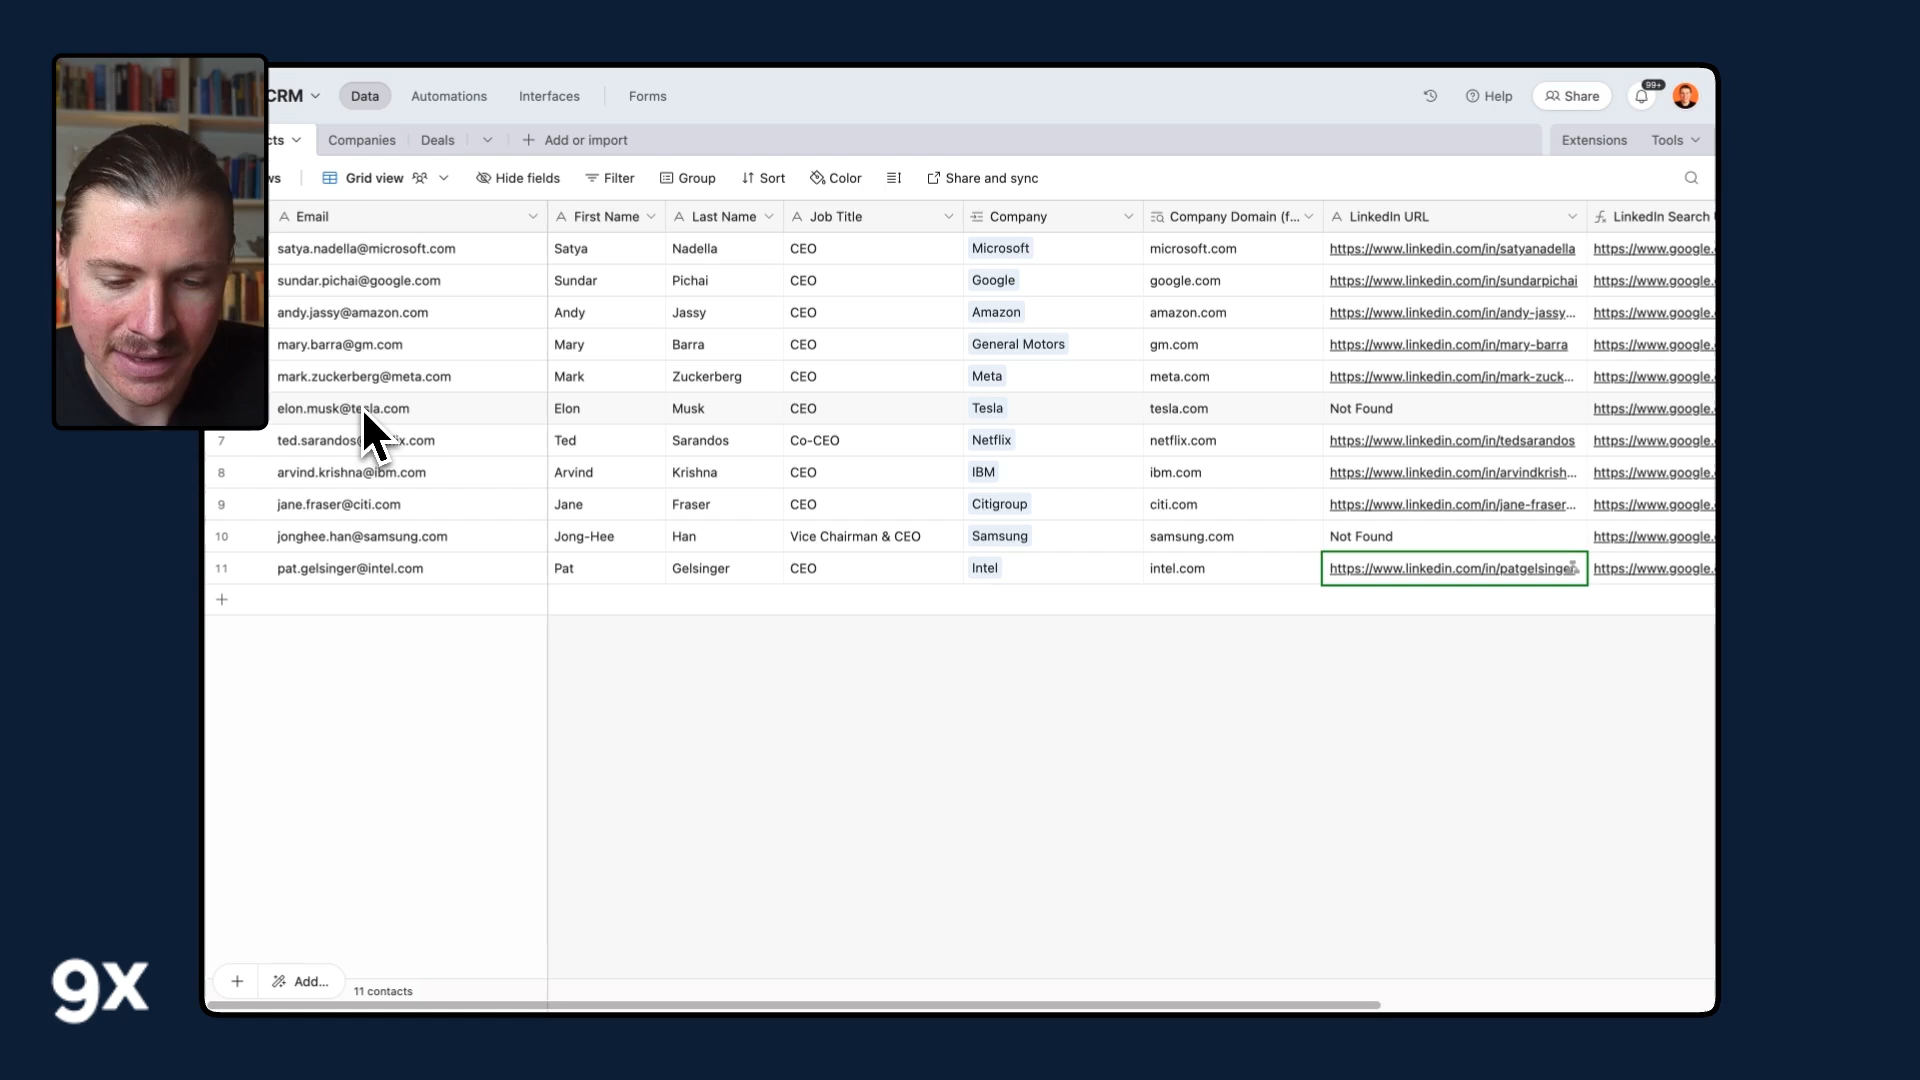 CRM Data Automations Interfaces Forms Help Share 99+
cts Companies Deals Add or import Extensions Tools
ws Grid view Hide fields Filter Group Sort Color Share and sync
Email First Name Last Name Job Title Company Company Domain (f... LinkedIn URL LinkedIn Search
satya.nadella@microsoft.com Satya Nadella CEO Microsoft microsoft.com https://www.linkedin.com/in/satyanadella https://www.google.
sundar.pichai@google.com Sundar Pichai CEO Google google.com https://www.linkedin.com/in/sundarpichai https://www.google.
andy.jassy@amazon.com Andy Jassy CEO Amazon amazon.com https://www.linkedin.com/in/andy-jassy... https://www.google.
mary.barra@gm.com Mary Barra CEO General Motors gm.com https://www.linkedin.com/in/mary-barra https://www.google.
mark.zuckerberg@meta.com Mark Zuckerberg CEO Meta meta.com https://www.linkedin.com/in/mark-zuck... https://www.google.
elon.musk@tesla.com Elon Musk CEO Tesla tesla.com Not Found https://www.google.
7 Ted Sarandos Co-CEO Netflix netflix.com https://www.linkedin.com/in/tedsarandos https://www.google.
8 arvind.krishna@ibm.com Arvind Krishna CEO IBM ibm.com https://www.linkedin.com/in/arvindkrish... https://www.google.
9 jane.fraser@citi.com Jane Fraser CEO Citigroup citi.com https://www.linkedin.com/in/jane-fraser... https://www.google.
10 jonghee.han@samsung.com Jong-Hee Han Vice Chairman & CEO Samsung samsung.com Not Found https://www.google.
11 pat.gelsinger@intel.com Pat Gelsinger CEO Intel intel.com https://www.linkedin.com/in/patgelsinger https://www.google.
Add...
11 contacts
9x